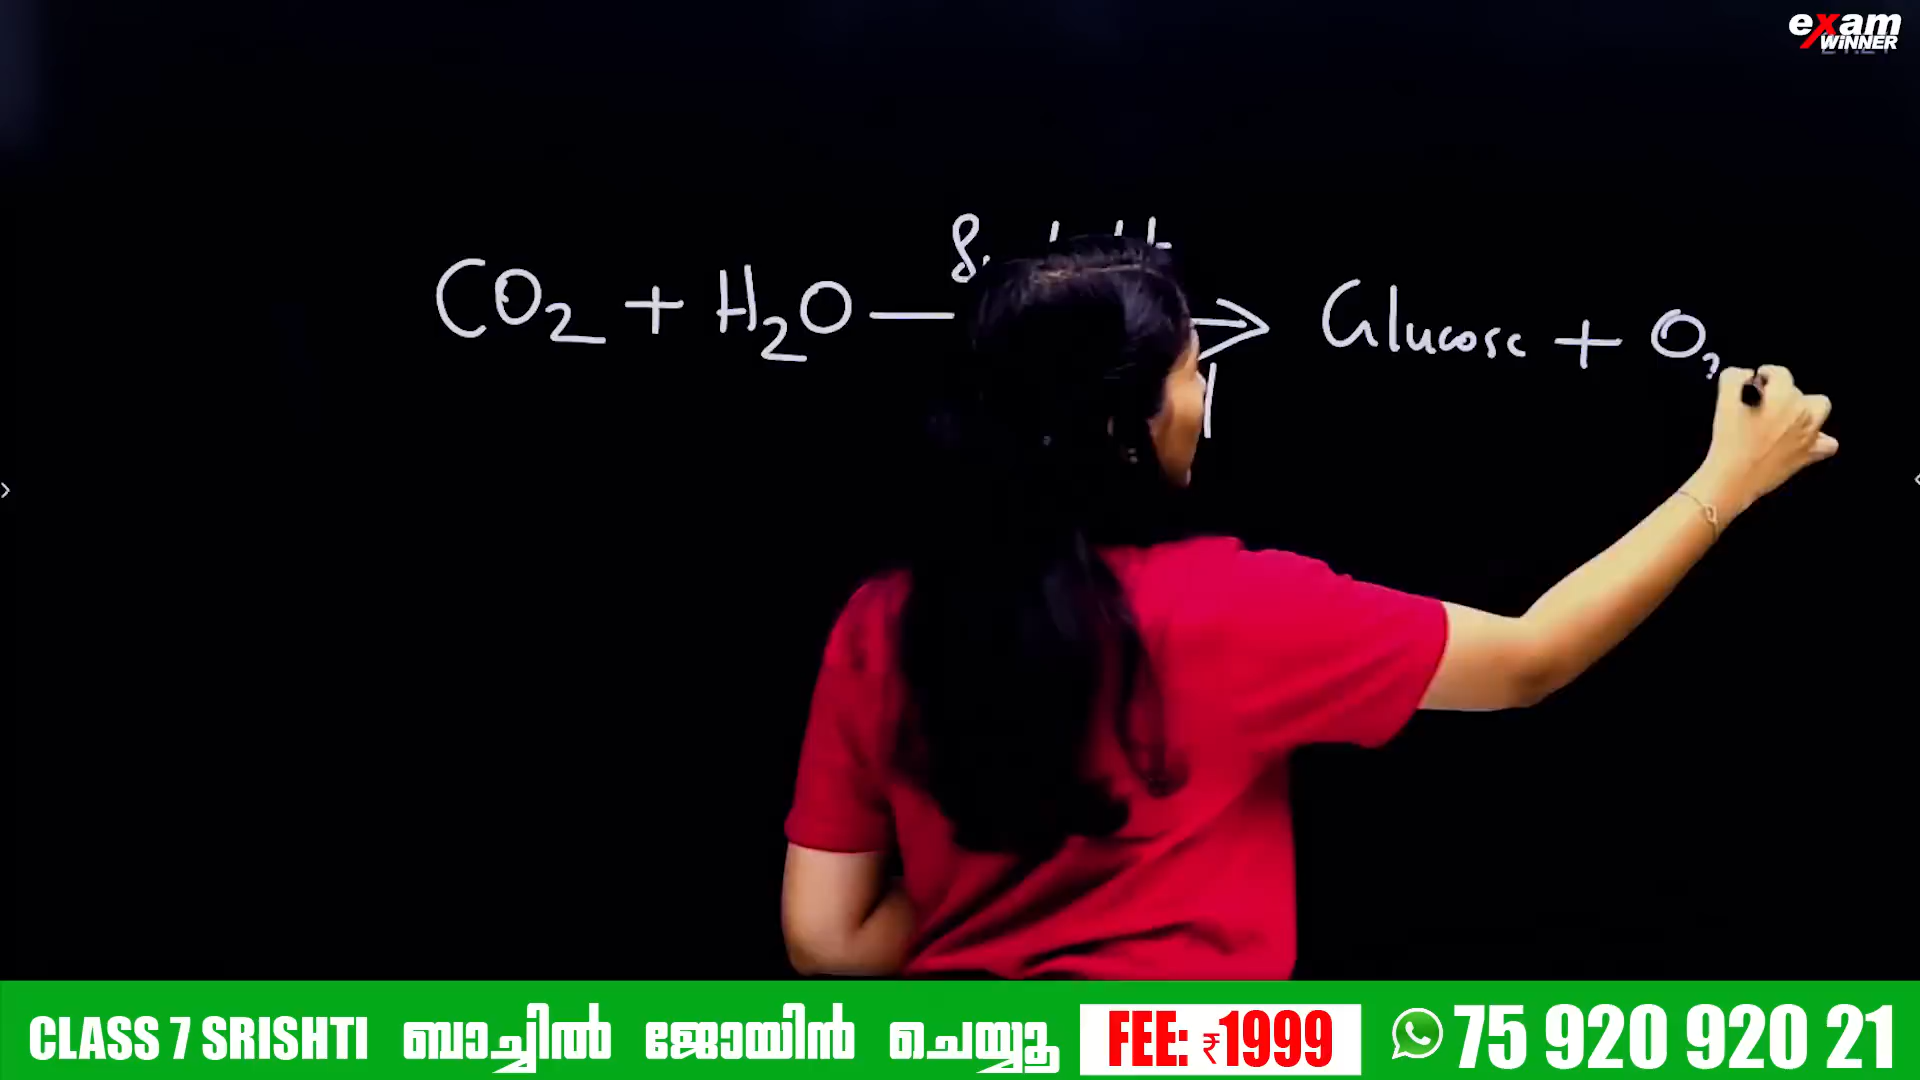 exam
WiNNER
CO₂ + H₂O → Glucose + O₂
CLASS 7 SRISHTI ബാച്ചിൽ ജോയിൻ ചെയ്യൂ FEE: ₹1999 75 920 920 21